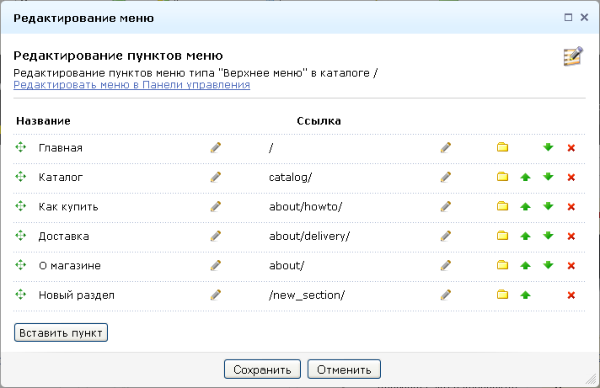 Редактирование меню
Редактирование пунктов меню
Редактирование пунктов меню типа "Верхнее меню" в каталоге /
Редактировать меню в Панели управления
Название Ссылка
Главная /
Каталог catalog/
Как купить about/howto/
Доставка about/delivery/
О магазине about/
Новый раздел /new_section/
Вставить пункт
Сохранить Отменить